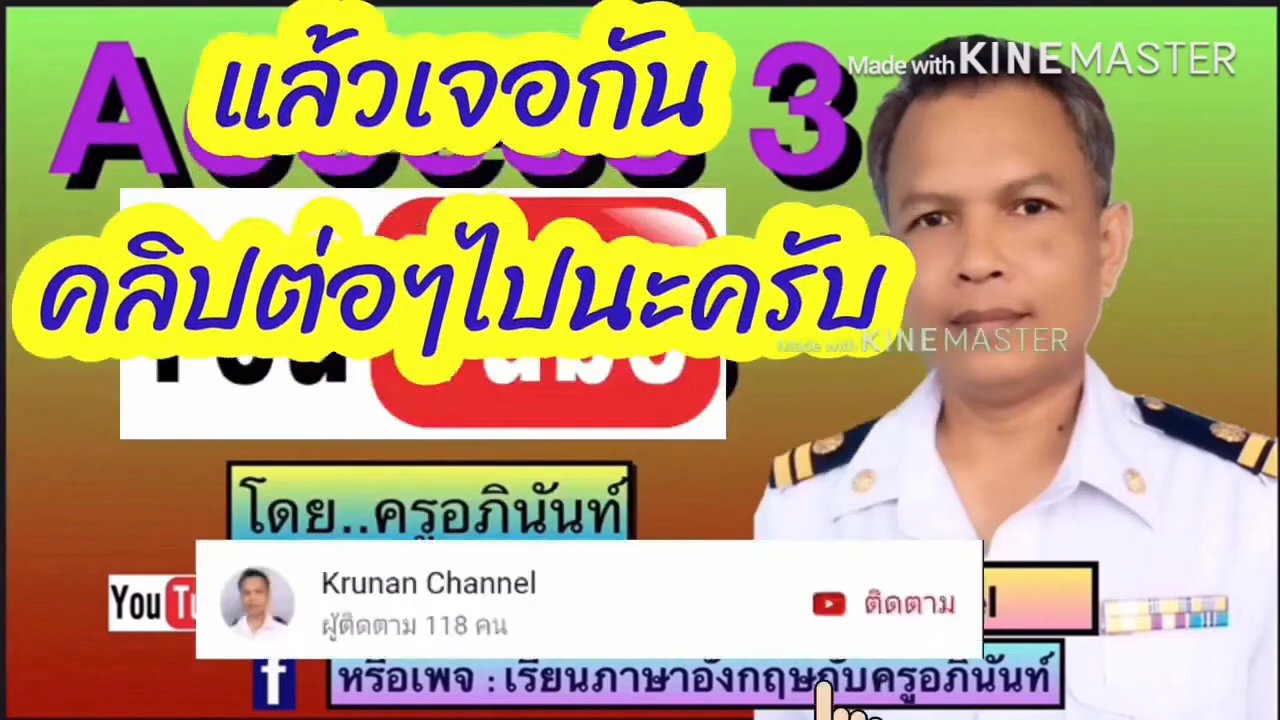 Made with KINEMASTER
3
แล้วเจอกัน
คลิปต่อๆไปนะครับ
Made with KINEMASTER
โดย..ครูอภินันท์
Krunan Channel
ผู้ติดตาม 118 คน
ติดตาม
You
หรือเพจ : เรียนภาษาอังกฤษกับครูอภินันท์